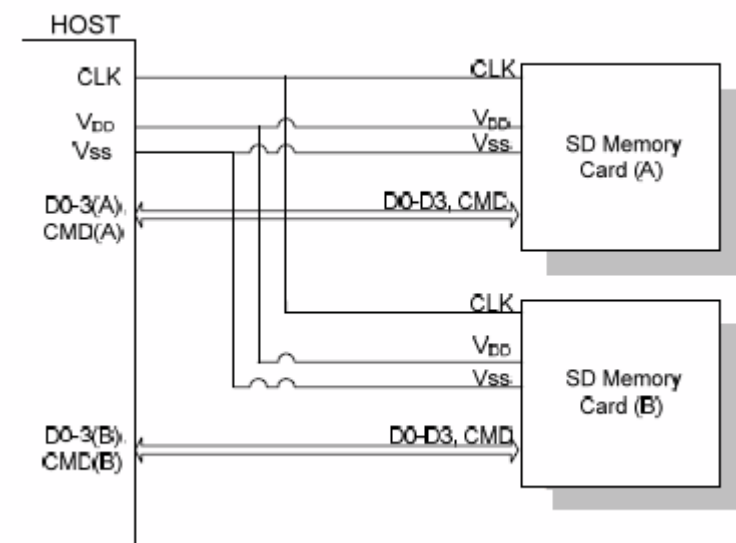 HOST
CLK
VDD
Vss
D0-3(A),
CMD(A)
CLK
VDD
Vss
D0-D3, CMD
SD Memory
Card (A)
CLK
VDD
Vss
D0-D3, CMD
SD Memory
Card (B)
D0-3(B),
CMD(B)